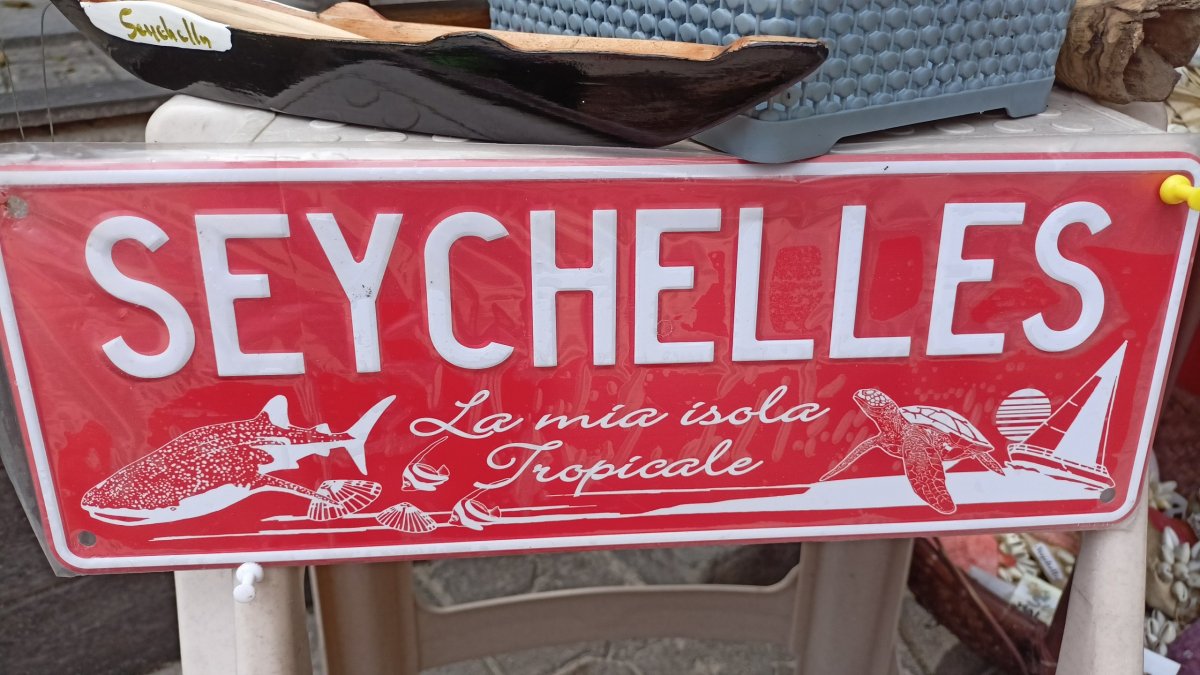 Seychelles
SEYCHELLES
La mia isola
Tropicale